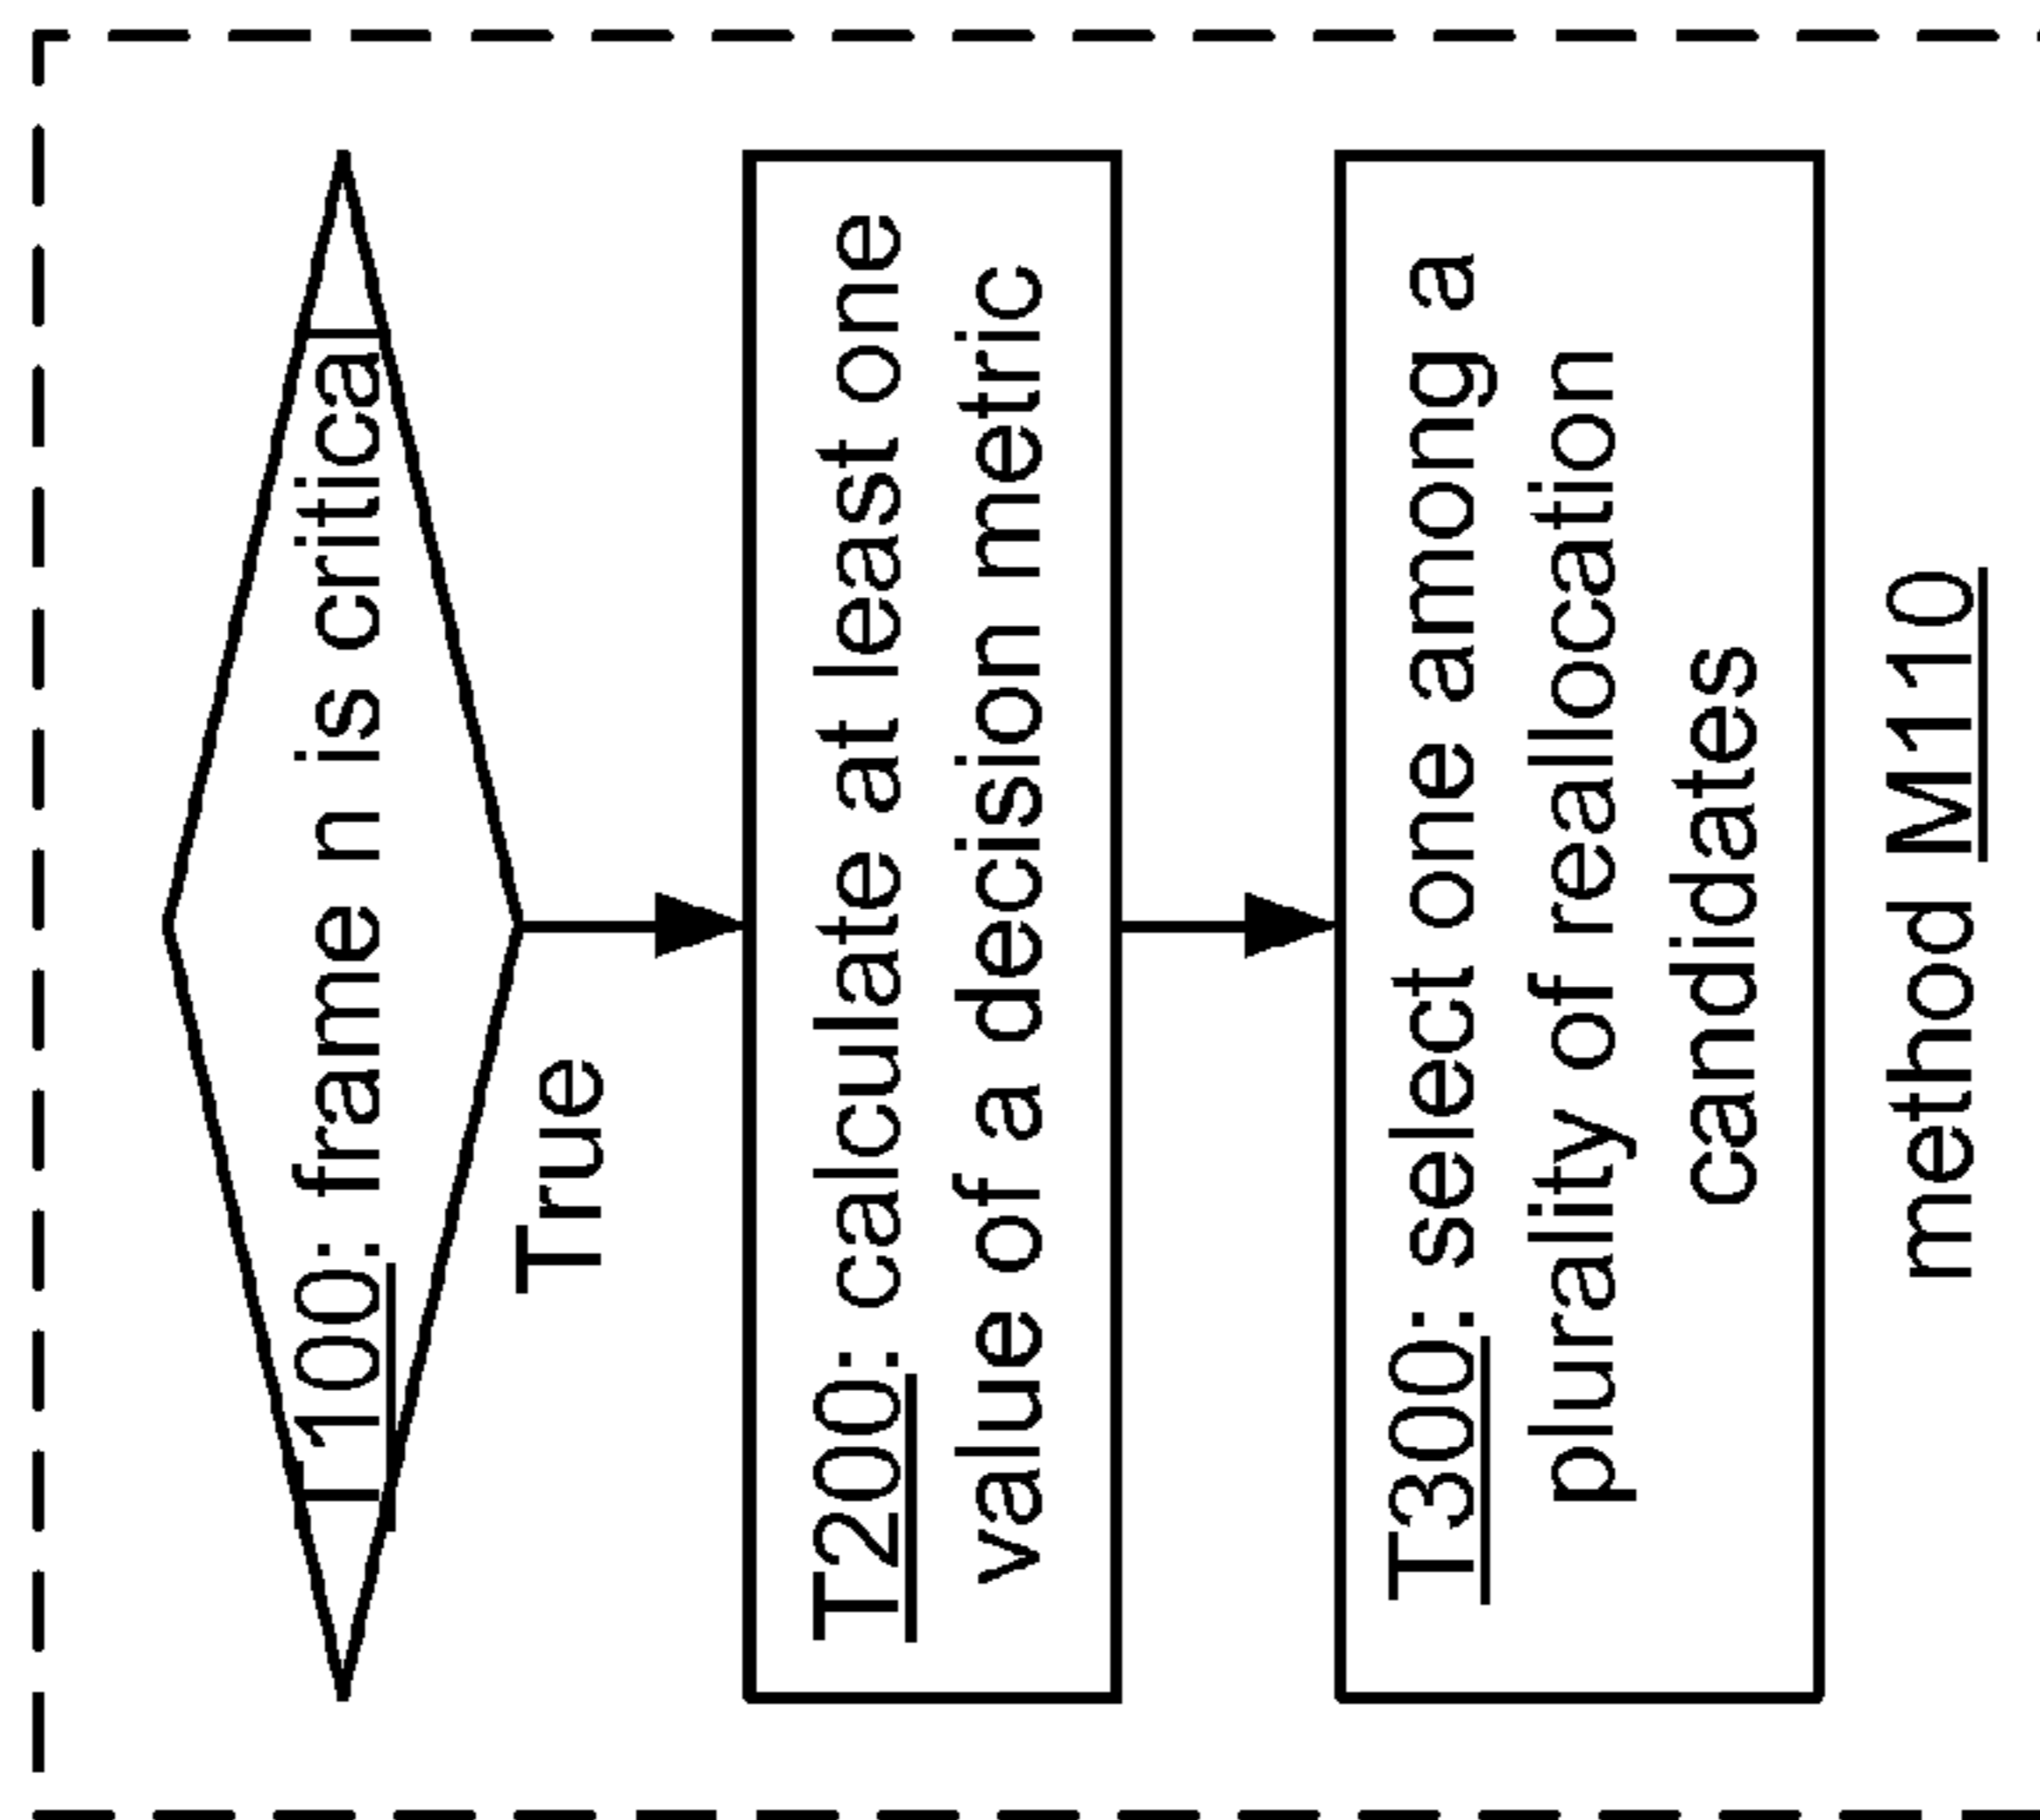 T100: frame n is critical
True
T200: calculate at least one
value of a decision metric
T300: select one among a
plurality of reallocation
candidates
method M110